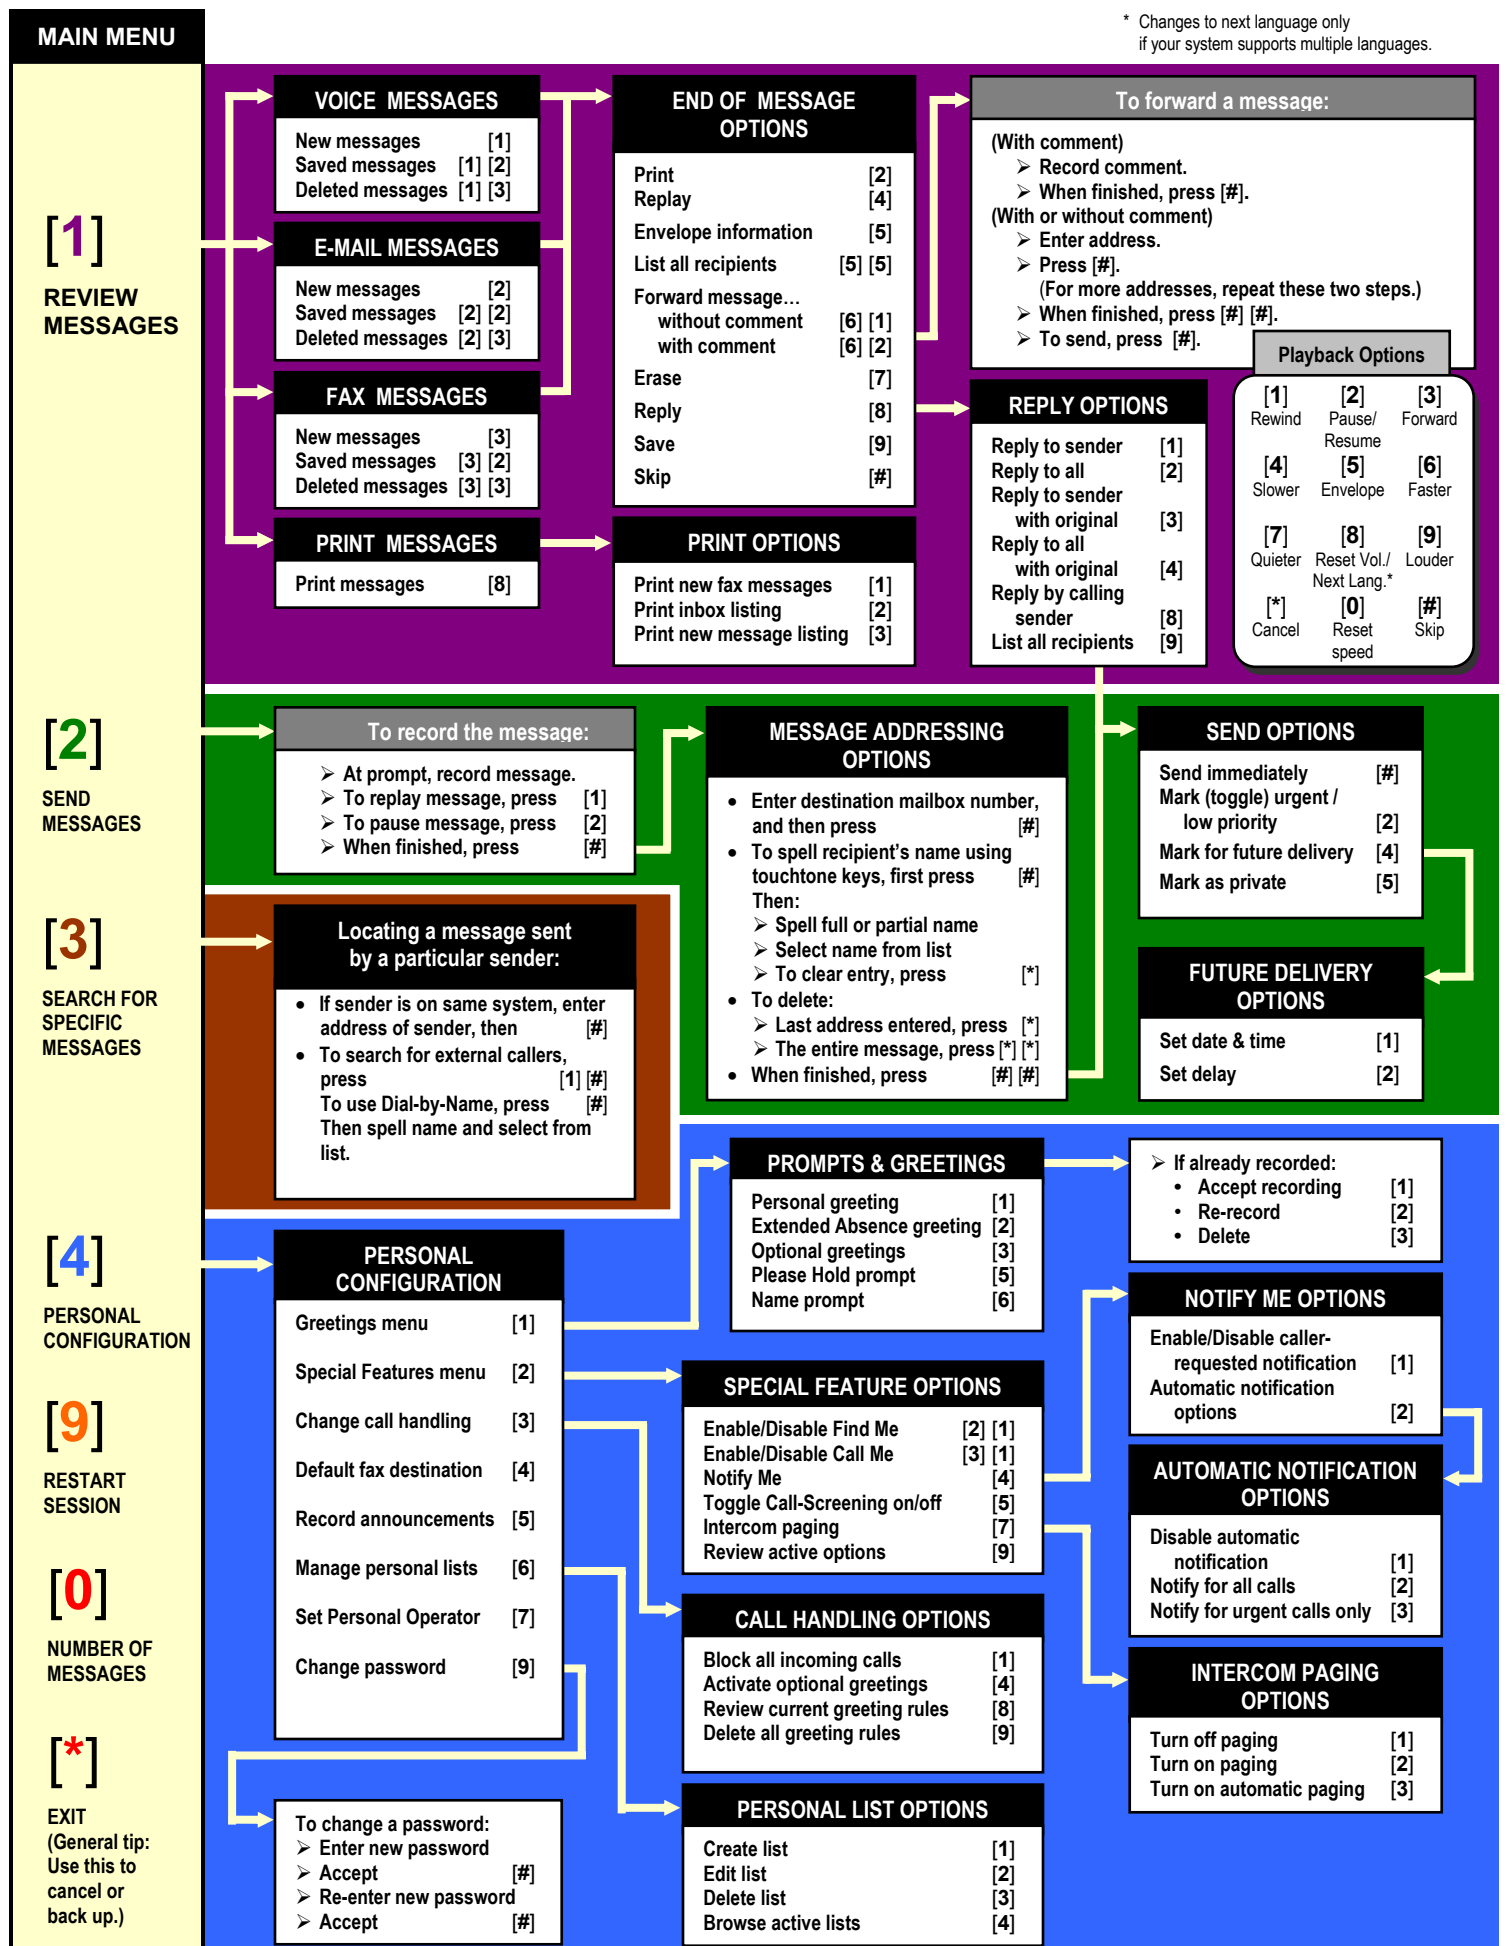 MAIN MENU
* Changes to next language only
if your system supports multiple languages.
[1]
REVIEW
MESSAGES
VOICE MESSAGES
New messages [1]
Saved messages [1] [2]
Deleted messages [1] [3]
E-MAIL MESSAGES
New messages [2]
Saved messages [2] [2]
Deleted messages [2] [3]
FAX MESSAGES
New messages [3]
Saved messages [3] [2]
Deleted messages [3] [3]
PRINT MESSAGES
Print messages [8]
END OF MESSAGE
OPTIONS
Print [2]
Replay [4]
Envelope information [5]
List all recipients [5] [5]
Forward message…
without comment [6] [1]
with comment [6] [2]
Erase [7]
Reply [8]
Save [9]
Skip [#]
PRINT OPTIONS
Print new fax messages [1]
Print inbox listing [2]
Print new message listing [3]
To forward a message:
(With comment)
➢ Record comment.
➢ When finished, press [#].
(With or without comment)
➢ Enter address.
➢ Press [#].
(For more addresses, repeat these two steps.)
➢ When finished, press [#] [#].
➢ To send, press [#].
REPLY OPTIONS
Reply to sender [1]
Reply to all [2]
Reply to sender
with original [3]
Reply to all
with original [4]
Reply by calling
sender [8]
List all recipients [9]
Playback Options
[1] [2] [3]
Rewind Pause/ Forward
Resume
[4] [5] [6]
Slower Envelope Faster
[7] [8] [9]
Quieter Reset Vol./ Louder
Next Lang.*
[*] [0] [#]
Cancel Reset Skip
speed
[2]
SEND
MESSAGES
To record the message:
➢ At prompt, record message.
➢ To replay message, press [1]
➢ To pause message, press [2]
➢ When finished, press [#]
MESSAGE ADDRESSING
OPTIONS
• Enter destination mailbox number,
and then press [#]
• To spell recipient's name using
touchtone keys, first press [#]
Then:
➢ Spell full or partial name
➢ Select name from list
➢ To clear entry, press [*]
• To delete:
➢ Last address entered, press [*]
➢ The entire message, press [*] [*]
• When finished, press [#] [#]
SEND OPTIONS
Send immediately [#]
Mark (toggle) urgent /
low priority [2]
Mark for future delivery [4]
Mark as private [5]
FUTURE DELIVERY
OPTIONS
Set date & time [1]
Set delay [2]
[3]
SEARCH FOR
SPECIFIC
MESSAGES
Locating a message sent
by a particular sender:
• If sender is on same system, enter
address of sender, then [#]
• To search for external callers,
press [1] [#]
To use Dial-by-Name, press [#]
Then spell name and select from
list.
[4]
PERSONAL
CONFIGURATION
PERSONAL
CONFIGURATION
Greetings menu [1]
Special Features menu [2]
Change call handling [3]
Default fax destination [4]
Record announcements [5]
Manage personal lists [6]
Set Personal Operator [7]
Change password [9]
PROMPTS & GREETINGS
Personal greeting [1]
Extended Absence greeting [2]
Optional greetings [3]
Please Hold prompt [5]
Name prompt [6]
➢ If already recorded:
• Accept recording [1]
• Re-record [2]
• Delete [3]
SPECIAL FEATURE OPTIONS
Enable/Disable Find Me [2] [1]
Enable/Disable Call Me [3] [1]
Notify Me [4]
Toggle Call-Screening on/off [5]
Intercom paging [7]
Review active options [9]
NOTIFY ME OPTIONS
Enable/Disable caller-
requested notification [1]
Automatic notification
options [2]
AUTOMATIC NOTIFICATION
OPTIONS
Disable automatic
notification [1]
Notify for all calls [2]
Notify for urgent calls only [3]
CALL HANDLING OPTIONS
Block all incoming calls [1]
Activate optional greetings [4]
Review current greeting rules [8]
Delete all greeting rules [9]
INTERCOM PAGING
OPTIONS
Turn off paging [1]
Turn on paging [2]
Turn on automatic paging [3]
PERSONAL LIST OPTIONS
Create list [1]
Edit list [2]
Delete list [3]
Browse active lists [4]
To change a password:
➢ Enter new password
➢ Accept [#]
➢ Re-enter new password
➢ Accept [#]
[9]
RESTART
SESSION
[0]
NUMBER OF
MESSAGES
[*]
EXIT
(General tip:
Use this to
cancel or
back up.)